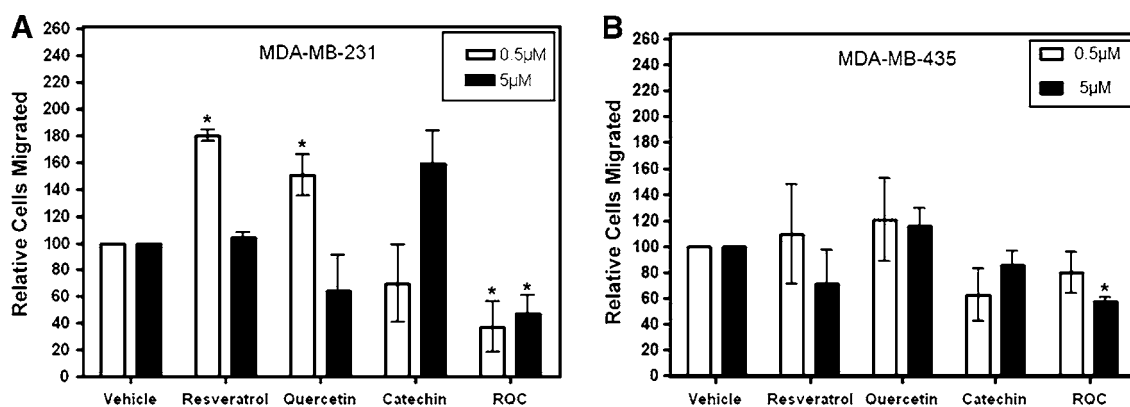 A
MDA-MB-231
0.5µM
5µM
Relative Cells Migrated
260
240
220
200
180
160
140
120
100
80
60
40
20
0
*
*
*
*
Vehicle Resveratrol Quercetin Catechin ROC
B
MDA-MB-435
0.5µM
5µM
Relative Cells Migrated
260
240
220
200
180
160
140
120
100
80
60
40
20
0
*
Vehicle Resveratrol Quercetin Catechin ROC